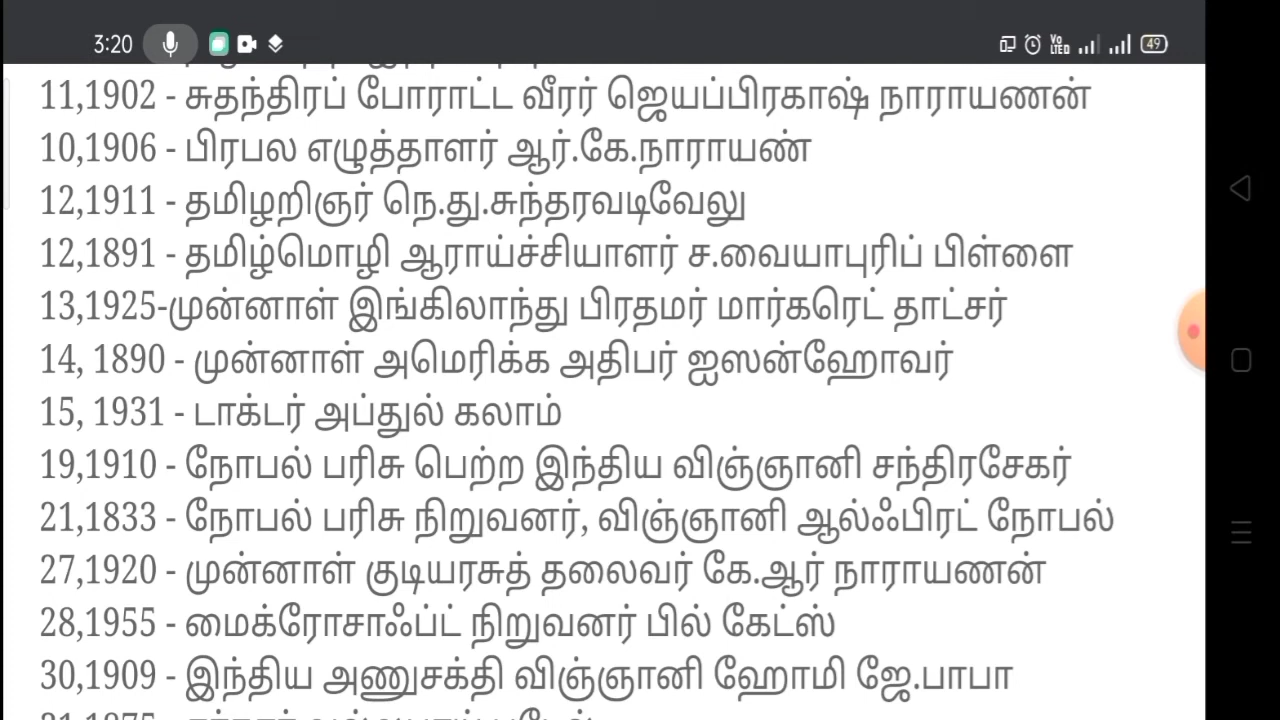 3:20
Vo LTED
49
11,1902 - சுதந்திரப் போராட்ட வீரர் ஜெயப்பிரகாஷ் நாராயணன்
10,1906 - பிரபல எழுத்தாளர் ஆர்.கே.நாராயண்
12,1911 - தமிழறிஞர் நெ.து.சுந்தரவடிவேலு
12,1891 - தமிழ்மொழி ஆராய்ச்சியாளர் ச.வையாபுரிப் பிள்ளை
13,1925-முன்னாள் இங்கிலாந்து பிரதமர் மார்கரெட் தாட்சர்
14, 1890 - முன்னாள் அமெரிக்க அதிபர் ஐஸன்ஹோவர்
15, 1931 - டாக்டர் அப்துல் கலாம்
19,1910 - நோபல் பரிசு பெற்ற இந்திய விஞ்ஞானி சந்திரசேகர்
21,1833 - நோபல் பரிசு நிறுவனர், விஞ்ஞானி ஆல்ஃபிரட் நோபல்
27,1920 - முன்னாள் குடியரசுத் தலைவர் கே.ஆர் நாராயணன்
28,1955 - மைக்ரோசாஃப்ட் நிறுவனர் பில் கேட்ஸ்
30,1909 - இந்திய அணுசக்தி விஞ்ஞானி ஹோமி ஜே.பாபா